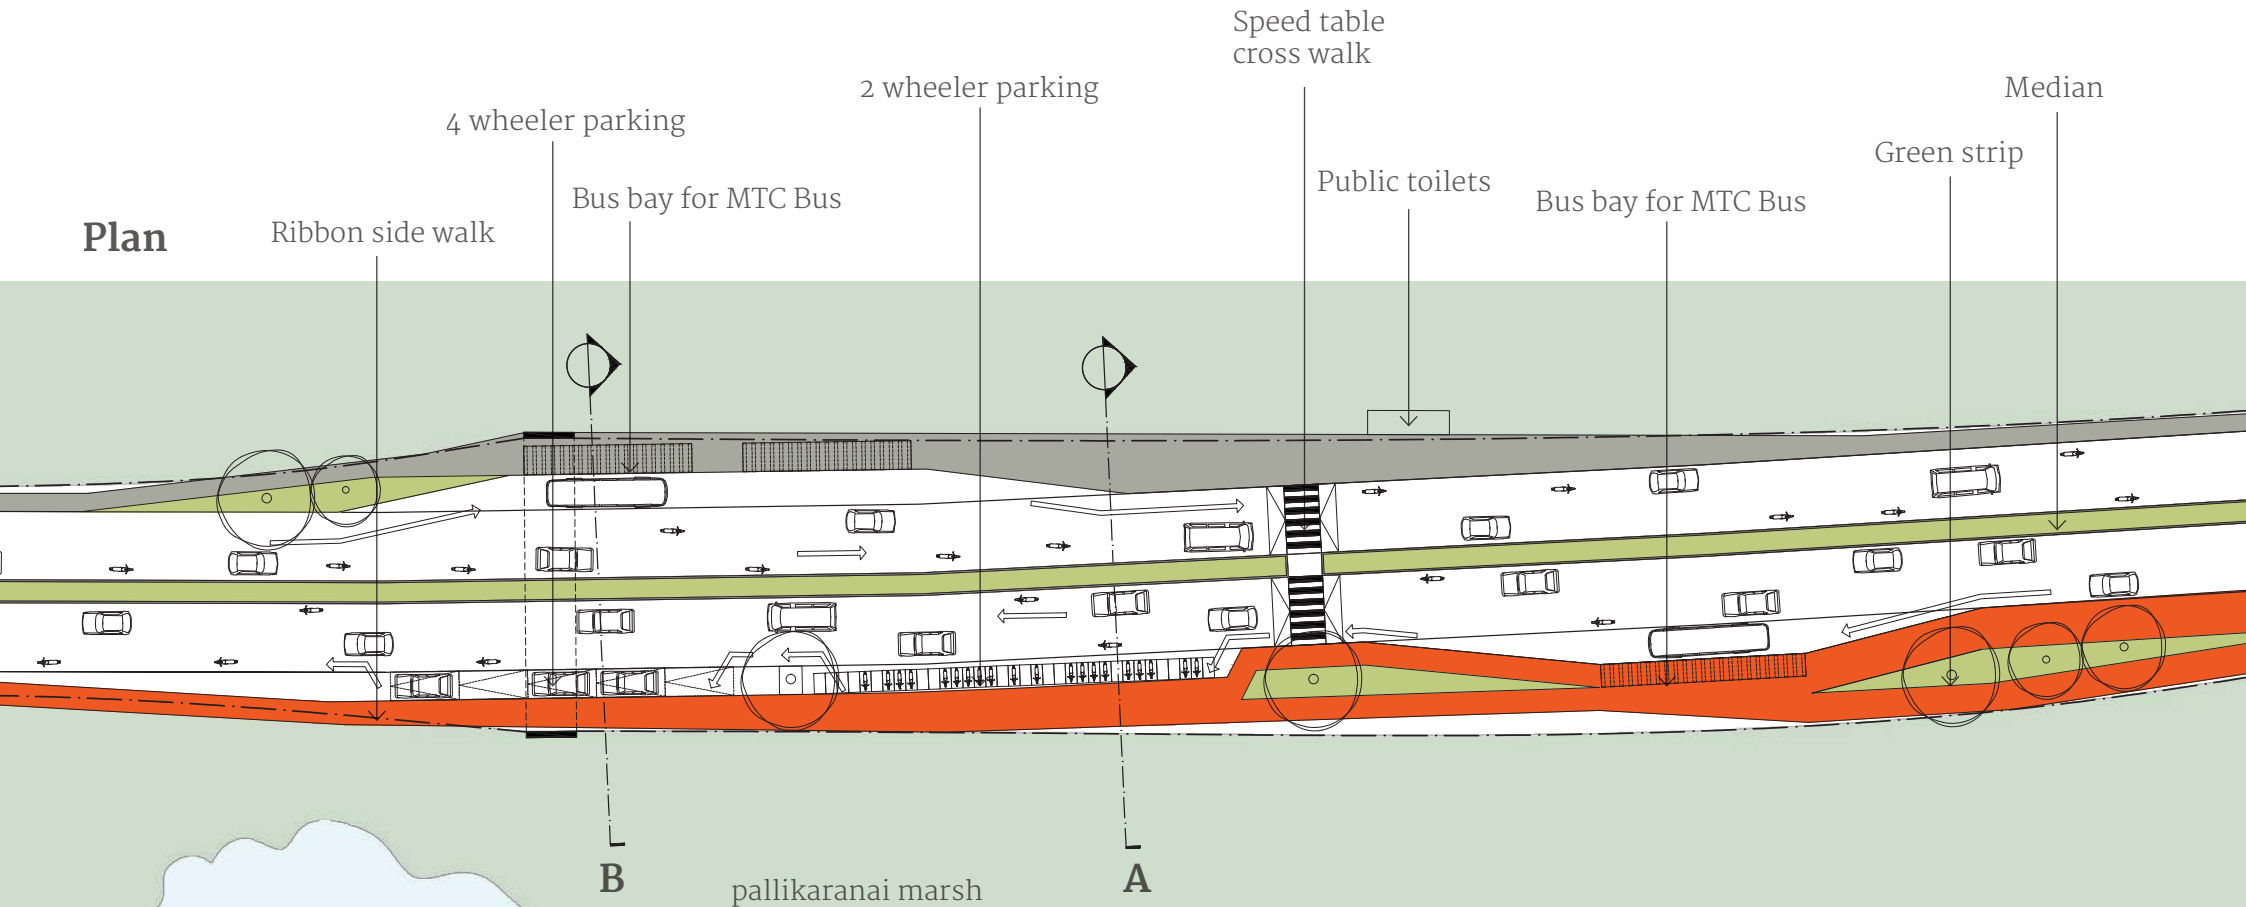 Speed table
cross walk
2 wheeler parking
Median
4 wheeler parking
Green strip
Public toilets
Bus bay for MTC Bus
Bus bay for MTC Bus
Plan
Ribbon side walk
B
A
pallikaranai marsh